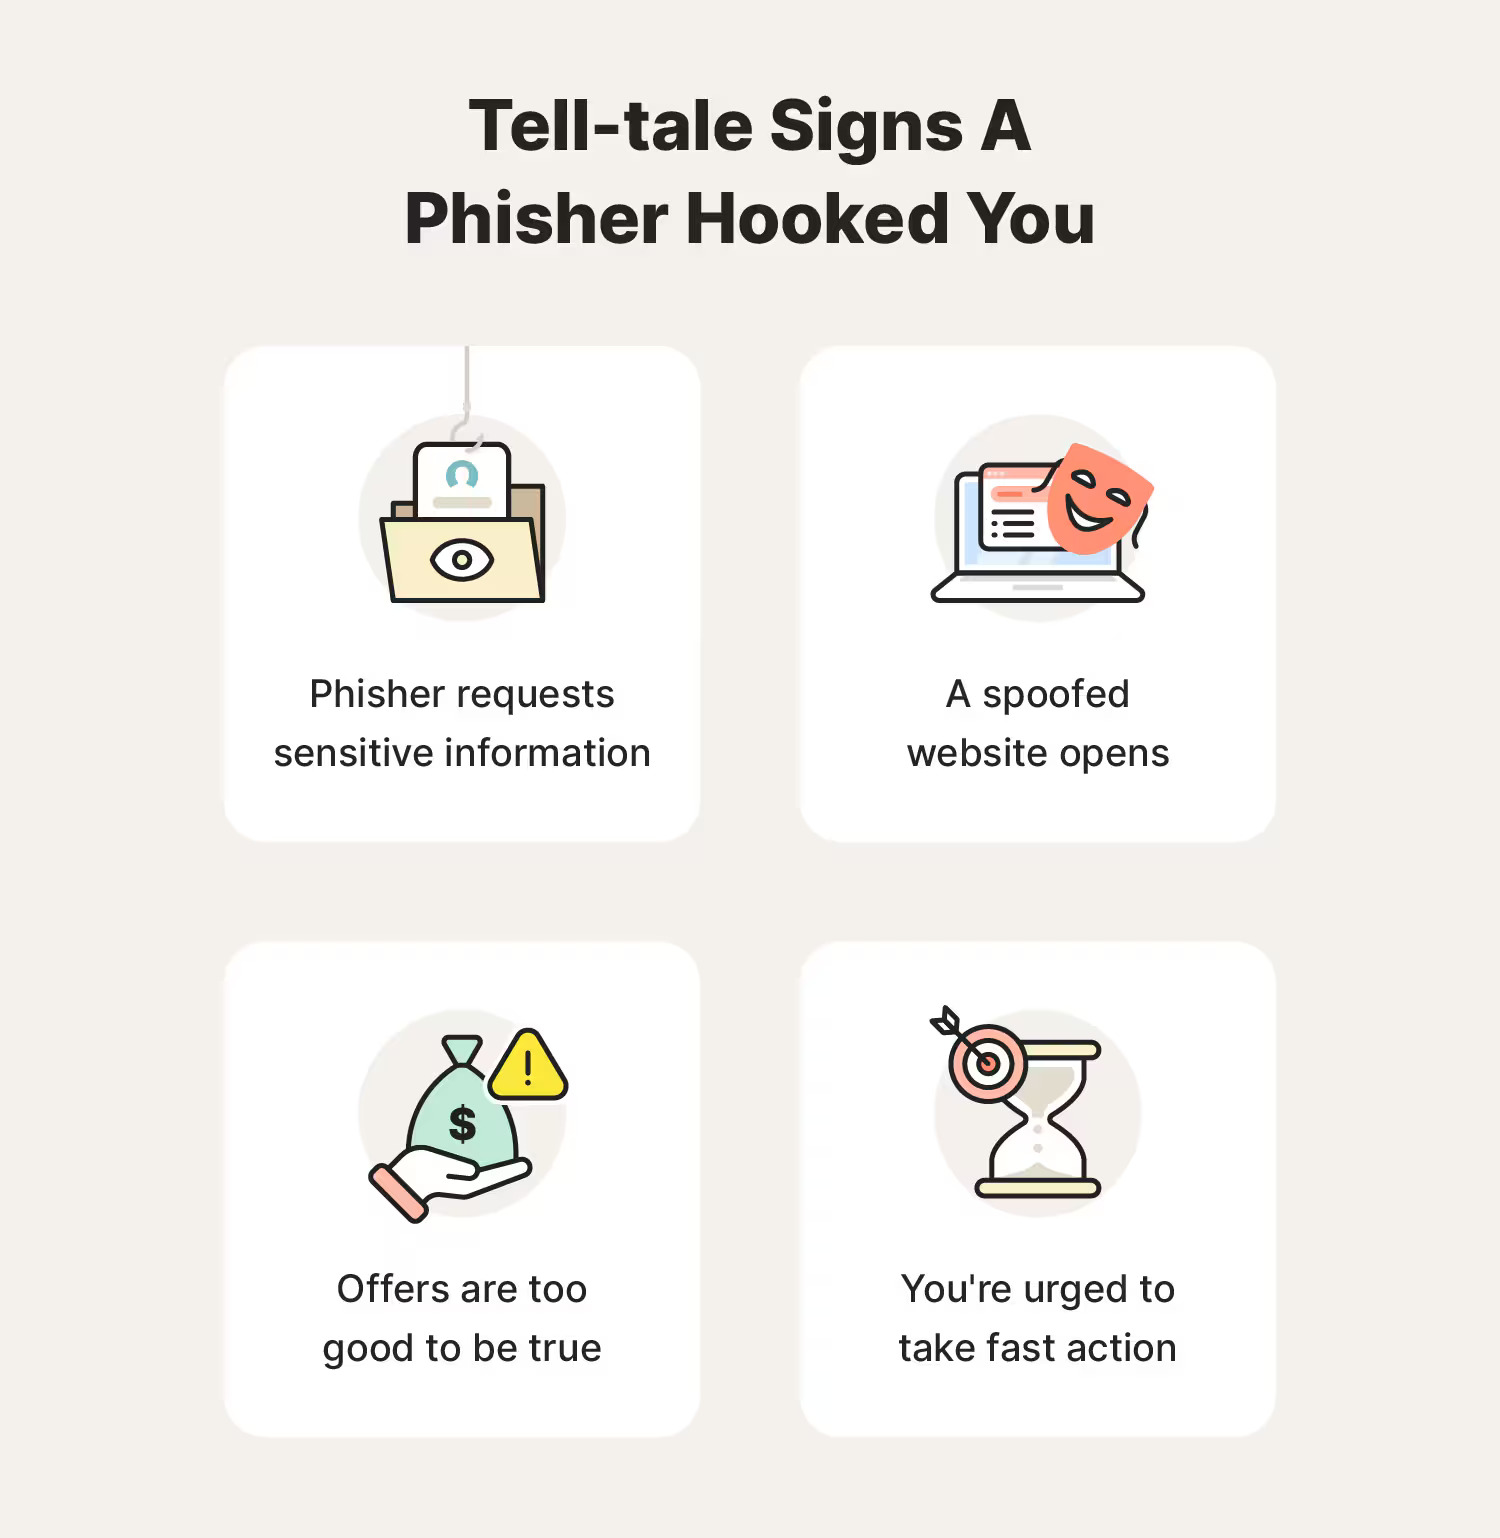 Tell-tale Signs A
Phisher Hooked You
Phisher requests
sensitive information
A spoofed
website opens
$
Offers are too
good to be true
You're urged to
take fast action